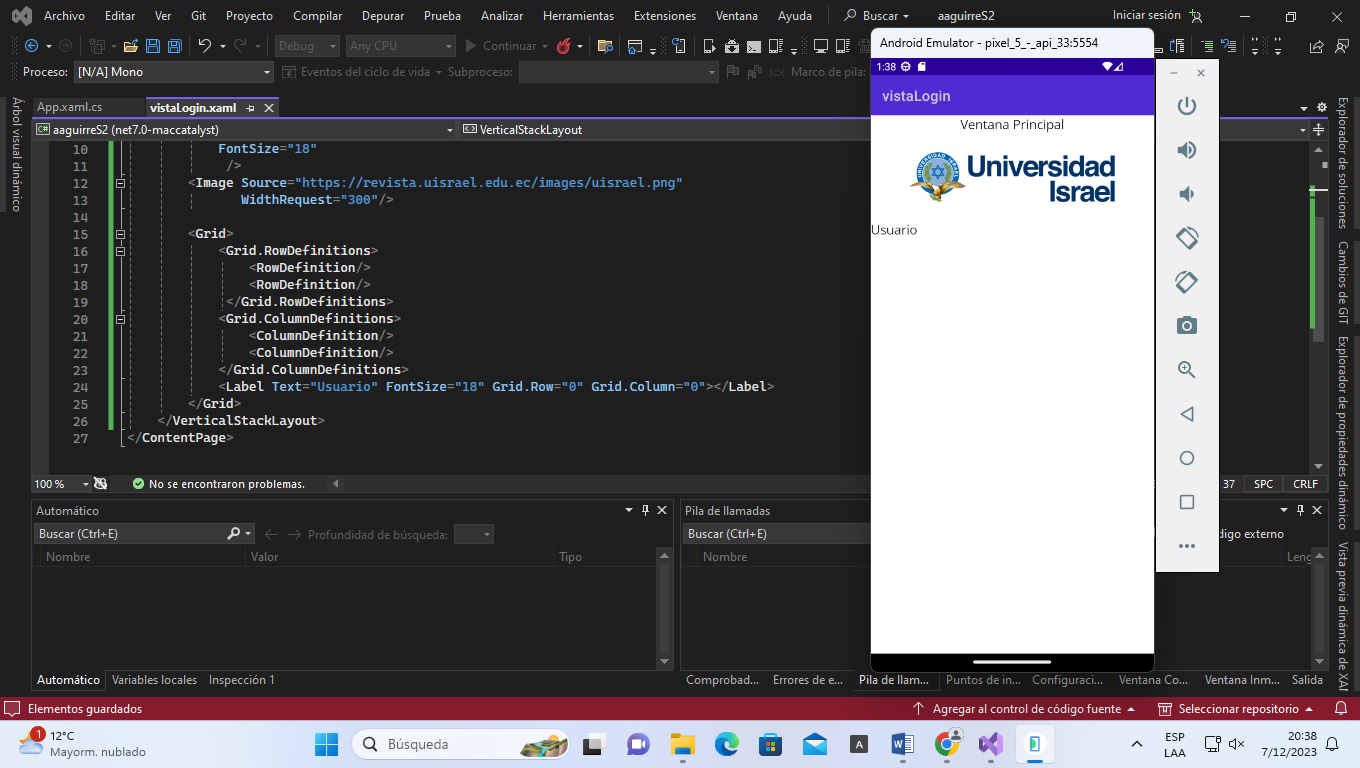 Archivo Editar Ver Git Proyecto Compilar Depurar Prueba Analizar Herramientas Extensiones Ventana Ayuda Buscar aaguirreS2 Iniciar sesión
Debug Any CPU Continuar
Proceso: [N/A] Mono Eventos del ciclo de vida Subproceso: Marco de pila:
App.xaml.cs vistaLogin.xaml
aaguirreS2 (net7.0-maccatalyst) VerticalStackLayout
10 FontSize="18"
11 />
12 <Image Source="https://revista.uisrael.edu.ec/images/uisrael.png"
13 WidthRequest="300"/>
14
15 <Grid>
16 <Grid.RowDefinitions>
17 <RowDefinition/>
18 <RowDefinition/>
19 </Grid.RowDefinitions>
20 <Grid.ColumnDefinitions>
21 <ColumnDefinition/>
22 <ColumnDefinition/>
23 </Grid.ColumnDefinitions>
24 <Label Text="Usuario" FontSize="18" Grid.Row="0" Grid.Column="0"></Label>
25 </Grid>
26 </VerticalStackLayout>
27 </ContentPage>
100 % No se encontraron problemas. 37 SPC CRLF
Android Emulator - pixel_5_-_api_33:5554
1:38
vistaLogin
Ventana Principal
Universidad
Israel
Usuario
Árbol visual dinámico
Explorador de soluciones
Cambios de GIT
Explorador de propiedades dinámico
Vista previa dinámica de XAM
Automático
Buscar (Ctrl+E) Profundidad de búsqueda:
Nombre Valor Tipo
Automático Variables locales Inspección 1
Pila de llamadas
Buscar (Ctrl+E) digo externo
Nombre Leng
Comprobad... Errores de e... Pila de llam... Puntos de in... Configuraci... Ventana Co... Ventana Inm... Salida
Elementos guardados Agregar al control de código fuente Seleccionar repositorio
1 12°C
Mayorm. nublado
Búsqueda
ESP
LAA
20:38
7/12/2023